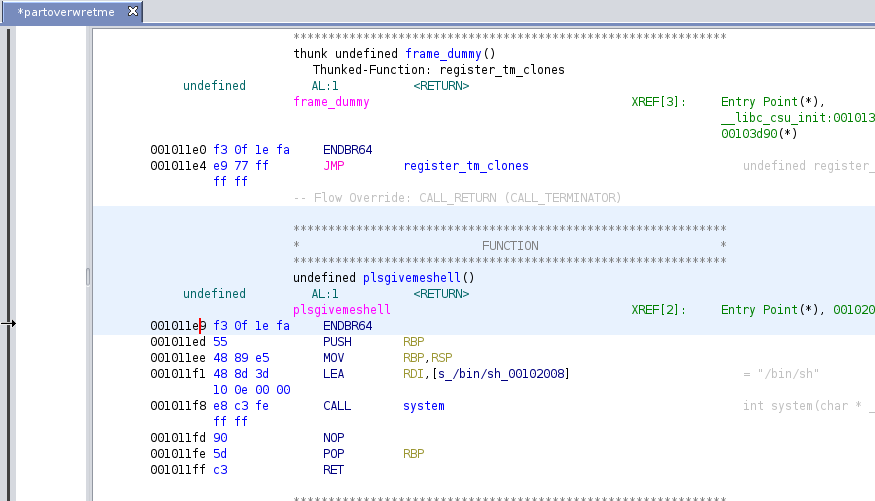 *partoverwretme
**************************************************************
thunk undefined frame_dummy()
Thunked-Function: register_tm_clones
undefined AL:1 <RETURN>
frame_dummy XREF[3]: Entry Point(*),
__libc_csu_init:001013
00103d90(*)
001011e0 f3 0f 1e fa ENDBR64
001011e4 e9 77 ff JMP register_tm_clones undefined register_
ff ff
-- Flow Override: CALL_RETURN (CALL_TERMINATOR)
**************************************************************
* FUNCTION *
**************************************************************
undefined plsgivemeshell()
undefined AL:1 <RETURN>
plsgivemeshell XREF[2]: Entry Point(*), 001020
001011e9 f3 0f 1e fa ENDBR64
001011ed 55 PUSH RBP
001011ee 48 89 e5 MOV RBP,RSP
001011f1 48 8d 3d LEA RDI,[s_/bin/sh_00102008] = "/bin/sh"
10 0e 00 00
001011f8 e8 c3 fe CALL system int system(char * _
ff ff
001011fd 90 NOP
001011fe 5d POP RBP
001011ff c3 RET
**************************************************************